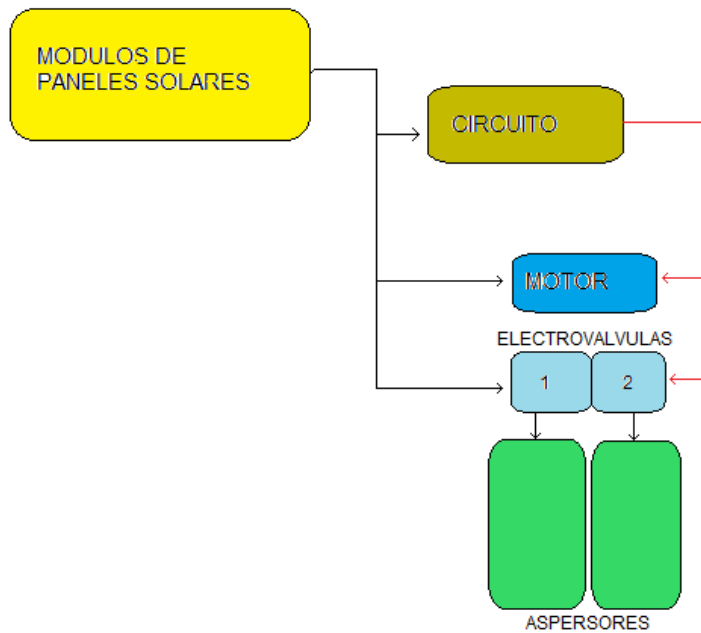 MODULOS DE
PANELES SOLARES
CIRCUITO
MOTOR
ELECTROVALVULAS
1
2
ASPERSORES